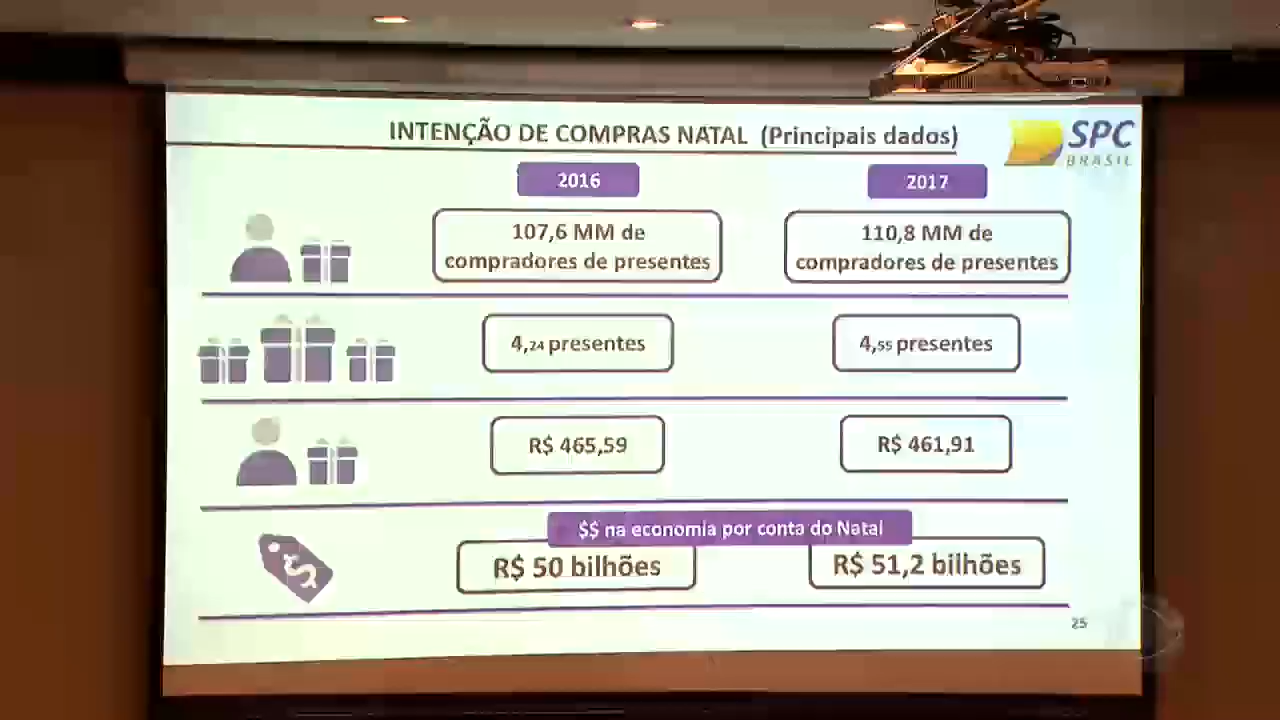 INTENÇÃO DE COMPRAS NATAL (Principais dados)
SPC
BRASIL
2016
2017
107,6 MM de
compradores de presentes
110,8 MM de
compradores de presentes
4,24 presentes
4,55 presentes
R$ 465,59
R$ 461,91
$$ na economia por conta do Natal
R$ 50 bilhões
R$ 51,2 bilhões
25